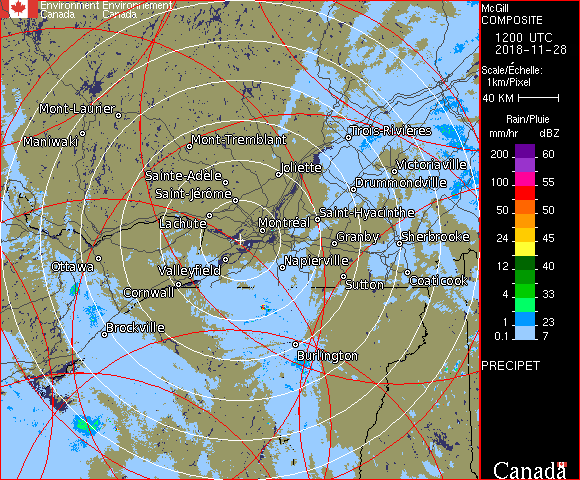 Environment Environnement
Canada Canada
McGill
COMPOSITE
1200 UTC
2018-11-28
Scale/Échelle:
1km/Pixel
40 KM
Rain/Pluie
mm/hr dBZ
200 60
150 57
100 55
50 50
24 45
12 40
4 33
1 23
0.1 7
PRECIPET
Canada
Mont-Laurier
Maniwaki
Mont-Tremblant
Trois-Rivières
Joliette
Victoriaville
Sainte-Adèle
Drummondville
Saint-Jérôme
Saint-Hyacinthe
Lachute
Montréal
Granby
Sherbrooke
Ottawa
Valleyfield
Napierville
Sutton
Coaticook
Cornwall
Brockville
Burlington